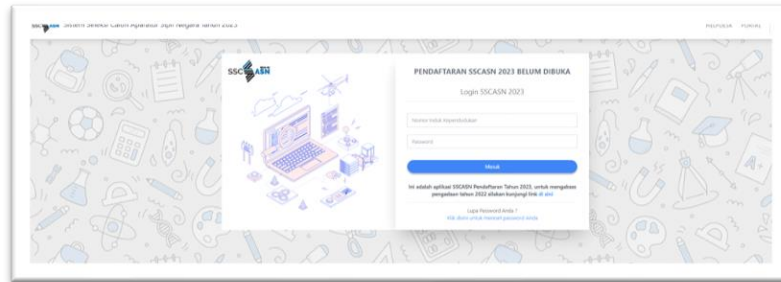 SSCASN Sistem Seleksi Calon Aparatur Sipil Negara Tahun 2023
HELPDESK PORTAL
SSCASN
PENDAFTARAN SSCASN 2023 BELUM DIBUKA
Login SSCASN 2023
Nomor Induk Kependudukan
Password
Masuk
Ini adalah aplikasi SSCASN Pendaftaran Tahun 2023, untuk mengakses
pengadaan tahun 2022 silakan kunjungi link di sini
Lupa Password Anda ?
Klik disini untuk mereset password Anda
A+